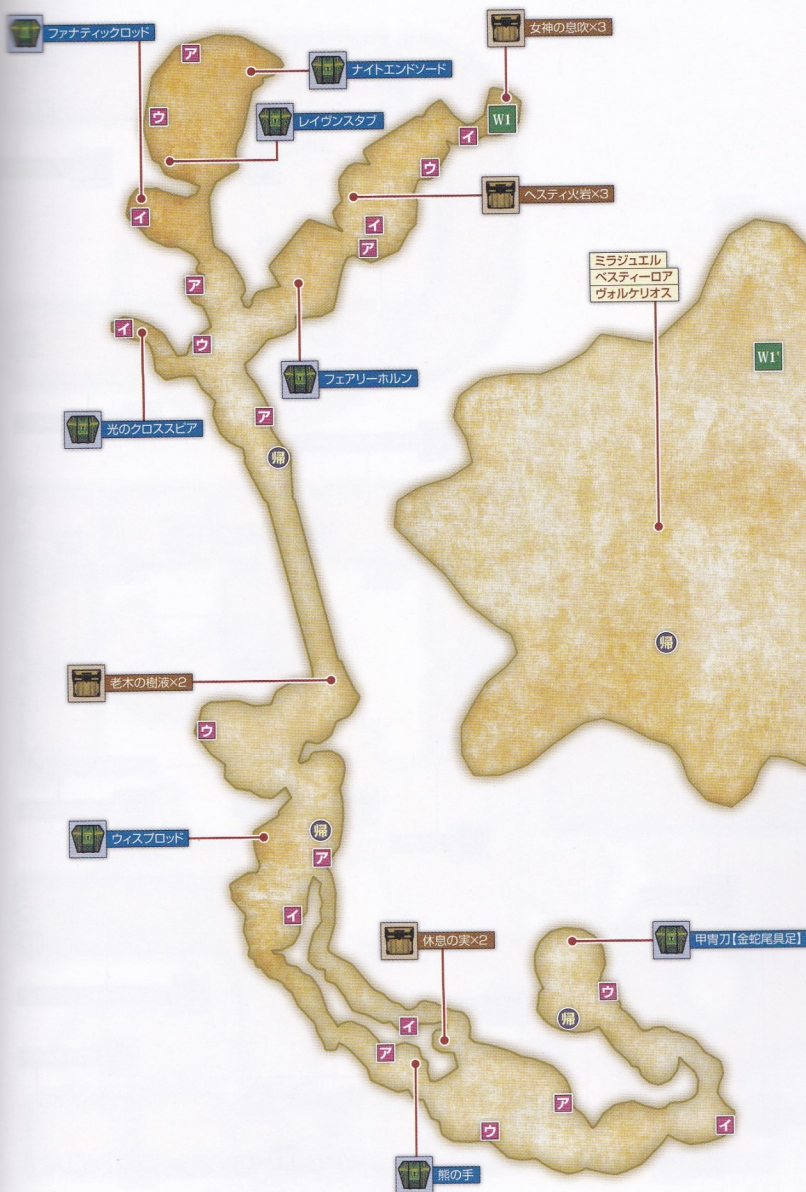 ファナティックロッド
女神の息吹×3
ア
ナイトエンドソード
ウ
レイヴンスタブ
W1
イ
ウ
ヘスティ火岩×3
イ
イ
ア
ミラジュエル
ベスティーロア
ヴォルケリオス
ア
イ
ウ
W1'
フェアリーホルン
ア
光のクロススピア
帰
帰
老木の樹液×2
ウ
ウィスプロッド
帰
ア
イ
休息の実×2
甲冑刀【金蛇尾具足】
ウ
帰
イ
ア
ア
イ
ウ
熊の手